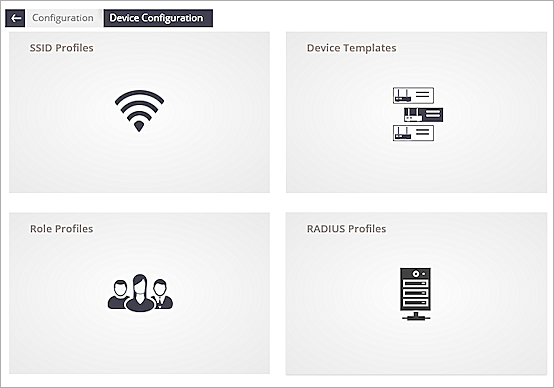 Configuration Device Configuration
SSID Profiles
Device Templates
Role Profiles
RADIUS Profiles